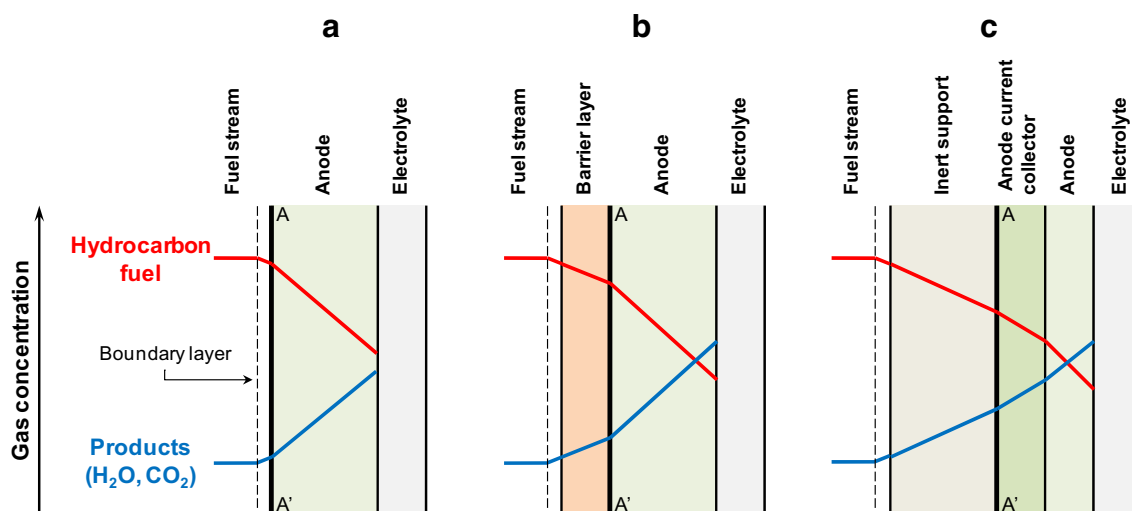 a
b
c
Fuel stream
Anode
Electrolyte
Fuel stream
Barrier layer
Anode
Electrolyte
Fuel stream
Inert support
Anode current
collector
Anode
Electrolyte
Gas concentration
Hydrocarbon
fuel
Boundary layer
Products
(H₂O, CO₂)
A
A'
A
A'
A
A'